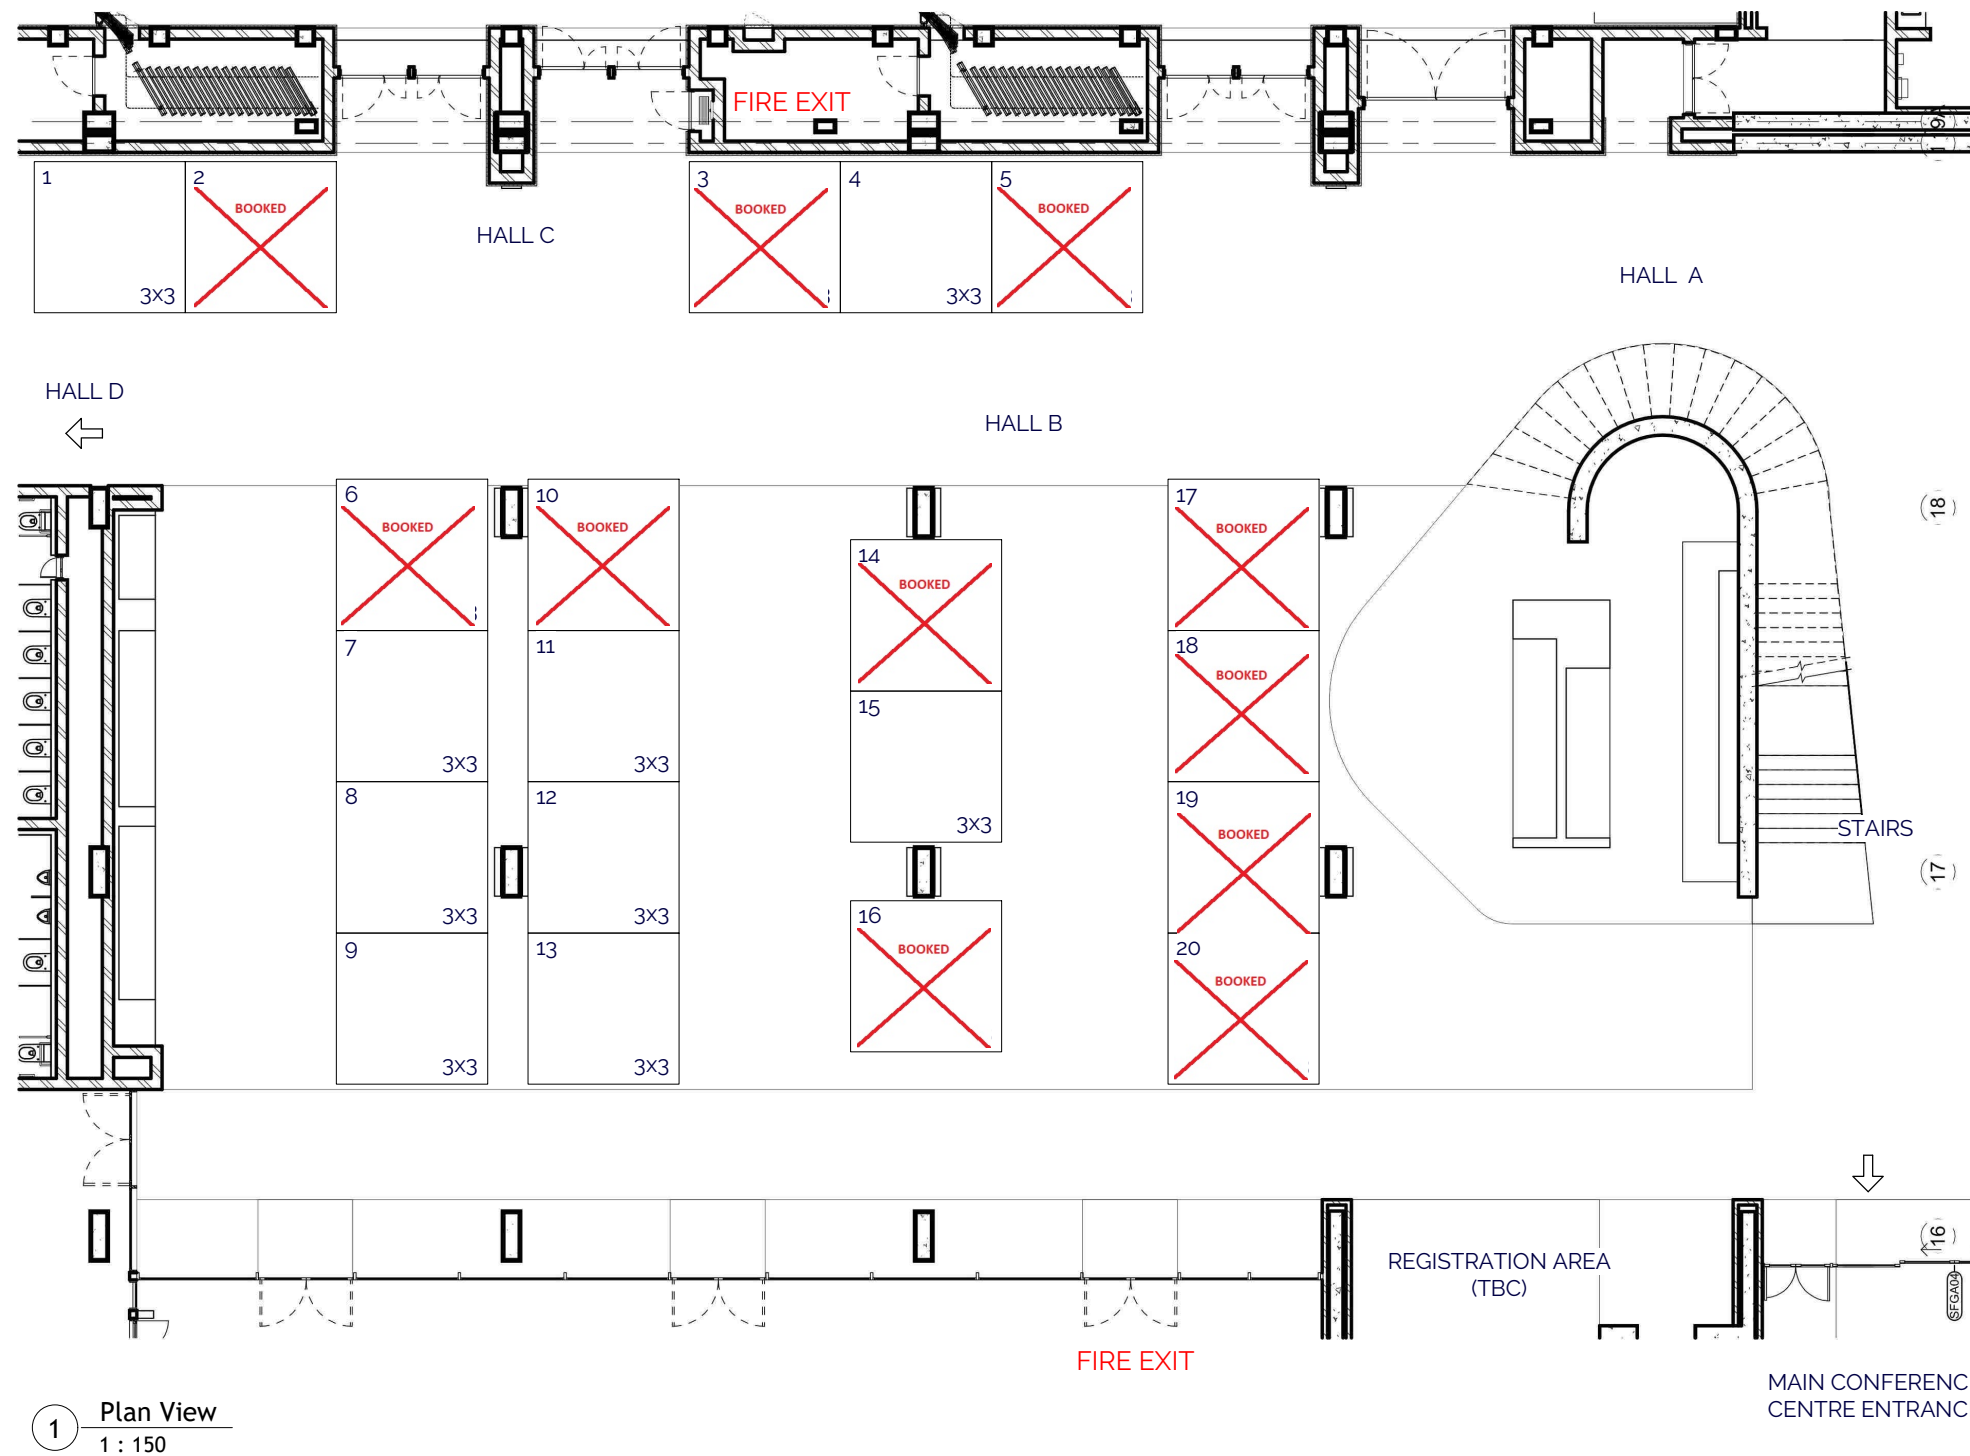 FIRE EXIT
1
2
BOOKED
3
BOOKED
4
5
BOOKED
3x3
3x3
HALL C
HALL A
HALL D
HALL B
6
BOOKED
10
BOOKED
14
BOOKED
17
BOOKED
18
7
3x3
11
3x3
15
3x3
18
BOOKED
8
3x3
12
3x3
19
BOOKED
STAIRS
17
9
3x3
13
3x3
16
BOOKED
20
BOOKED
REGISTRATION AREA
(TBC)
16
SFGA04
FIRE EXIT
MAIN CONFERENC
CENTRE ENTRANC
1
Plan View
1 : 150